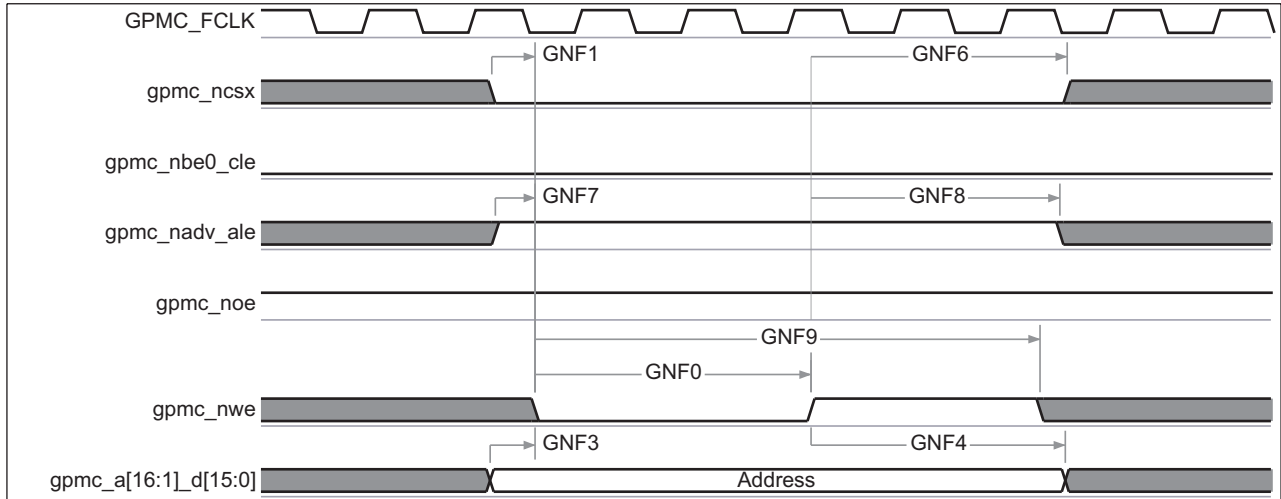 GPMC_FCLK
GNF1
GNF6
gpmc_ncsx
gpmc_nbe0_cle
GNF7
GNF8
gpmc_nadv_ale
gpmc_noe
GNF9
GNF0
gpmc_nwe
GNF3
GNF4
gpmc_a[16:1]_d[15:0]
Address